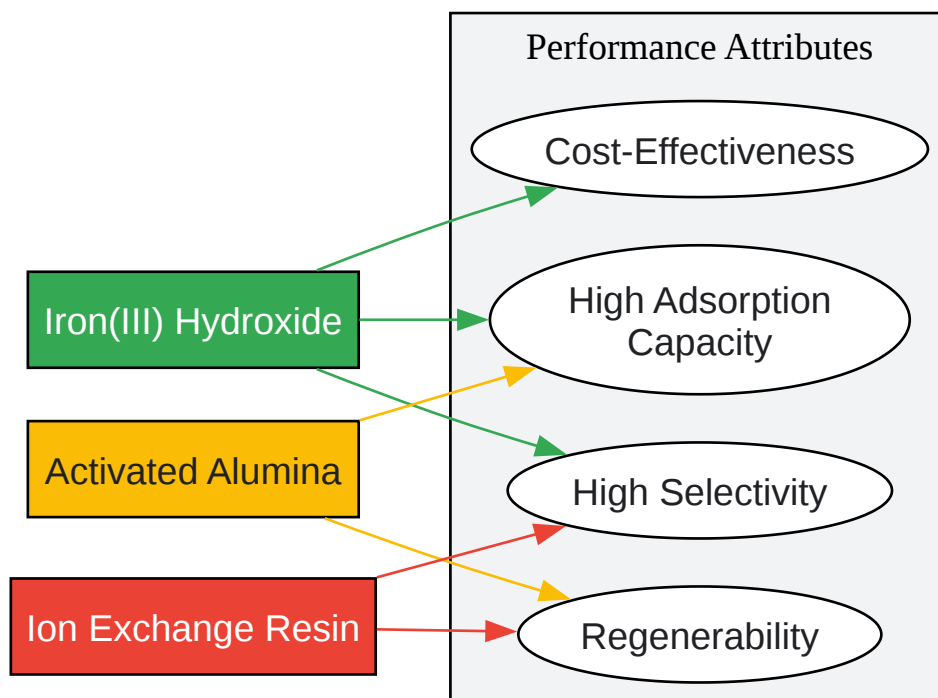 Performance Attributes
Cost-Effectiveness
Iron(III) Hydroxide
High Adsorption
Capacity
Activated Alumina
High Selectivity
Ion Exchange Resin
Regenerability